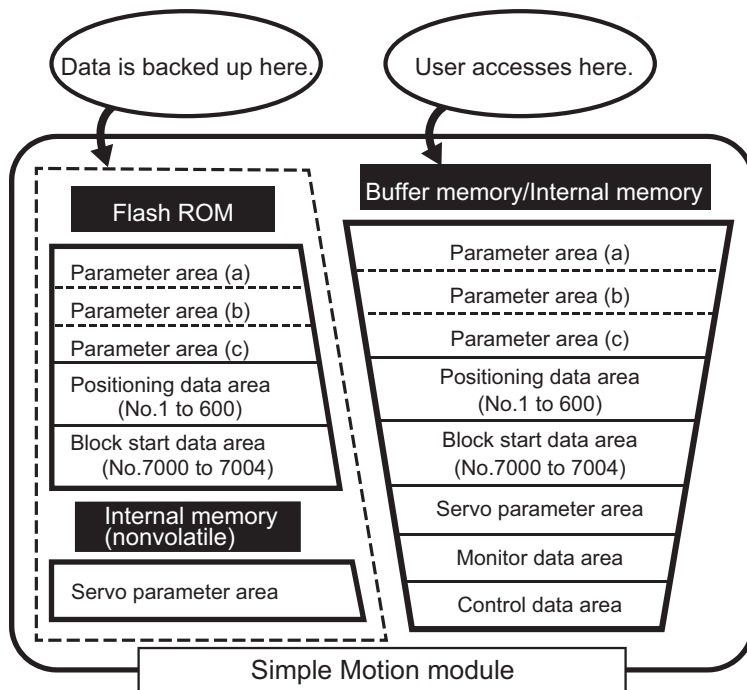 Data is backed up here.
User accesses here.
Flash ROM
Parameter area (a)
Parameter area (b)
Parameter area (c)
Positioning data area
(No.1 to 600)
Block start data area
(No.7000 to 7004)
Internal memory
(nonvolatile)
Servo parameter area
Buffer memory/Internal memory
Parameter area (a)
Parameter area (b)
Parameter area (c)
Positioning data area
(No.1 to 600)
Block start data area
(No.7000 to 7004)
Servo parameter area
Monitor data area
Control data area
Simple Motion module